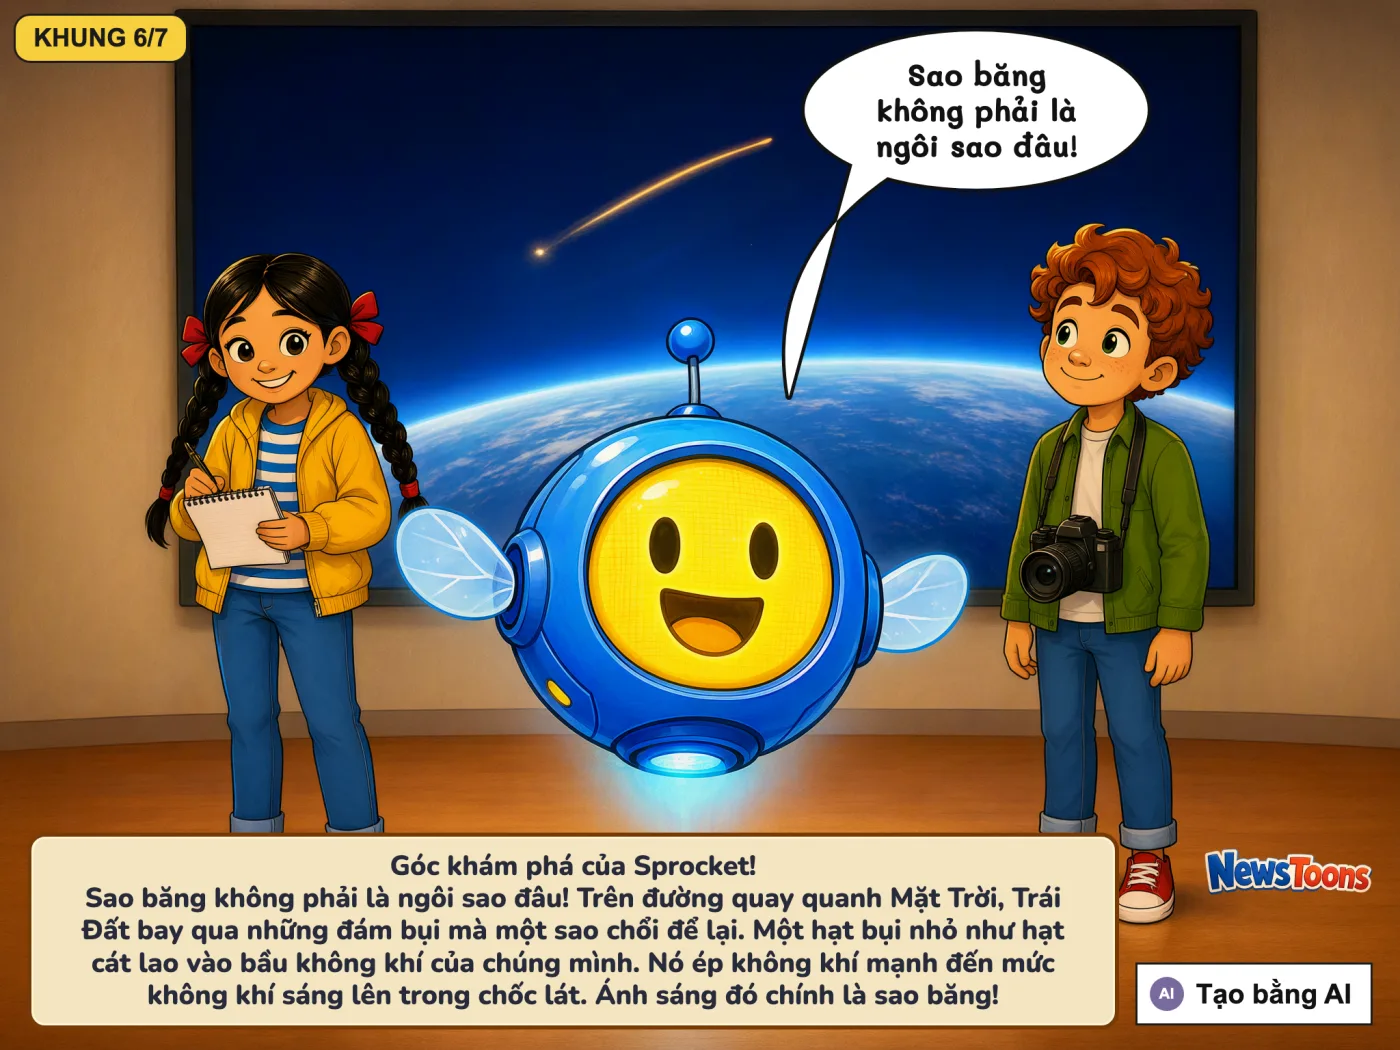 KHUNG 6/7
Sao băng
không phải là
ngôi sao đâu!
Góc khám phá của Sprocket!
Sao băng không phải là ngôi sao đâu! Trên đường quay quanh Mặt Trời, Trái
Đất bay qua những đám bụi mà một sao chổi để lại. Một hạt bụi nhỏ như hạt
cát lao vào bầu không khí của chúng mình. Nó ép không khí mạnh đến mức
không khí sáng lên trong chốc lát. Ánh sáng đó chính là sao băng!
NewsToons
AI Tạo bằng AI